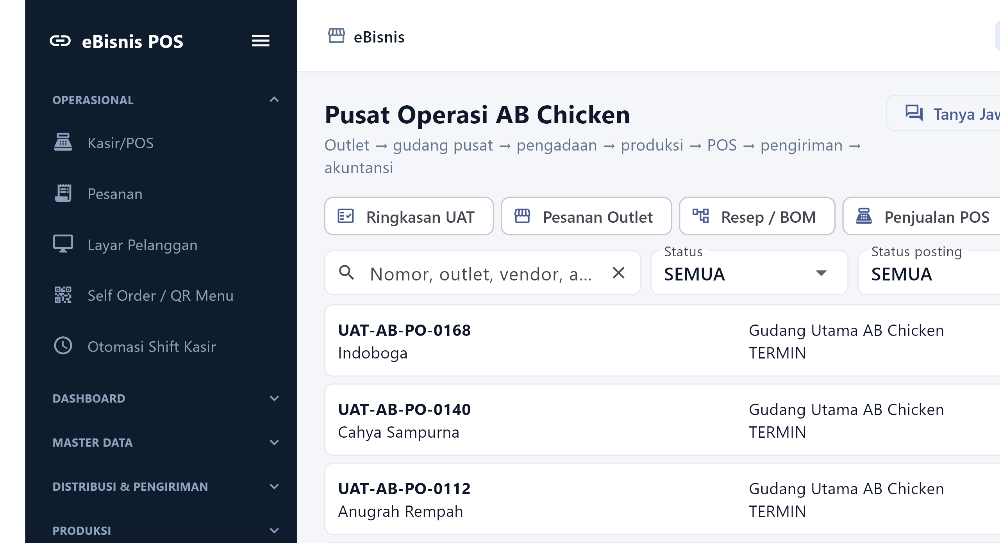 eBisnis POS
OPERASIONAL
Kasir/POS
Pesanan
Layar Pelanggan
Self Order / QR Menu
Otomasi Shift Kasir
DASHBOARD
MASTER DATA
DISTRIBUSI & PENGIRIMAN
PRODUKSI
eBisnis
Pusat Operasi AB Chicken
Outlet → gudang pusat → pengadaan → produksi → POS → pengiriman →
akuntansi
Tanya
Ringkasan UAT
Pesanan Outlet
Resep / BOM
Penjualan POS
Nomor, outlet, vendor, a...
Status
SEMUA
Status posting
SEMUA
UAT-AB-PO-0168
Gudang Utama AB Chicken
Indoboga
TERMIN
UAT-AB-PO-0140
Gudang Utama AB Chicken
Cahya Sampurna
TERMIN
UAT-AB-PO-0112
Gudang Utama AB Chicken
Anugrah Rempah
TERMIN